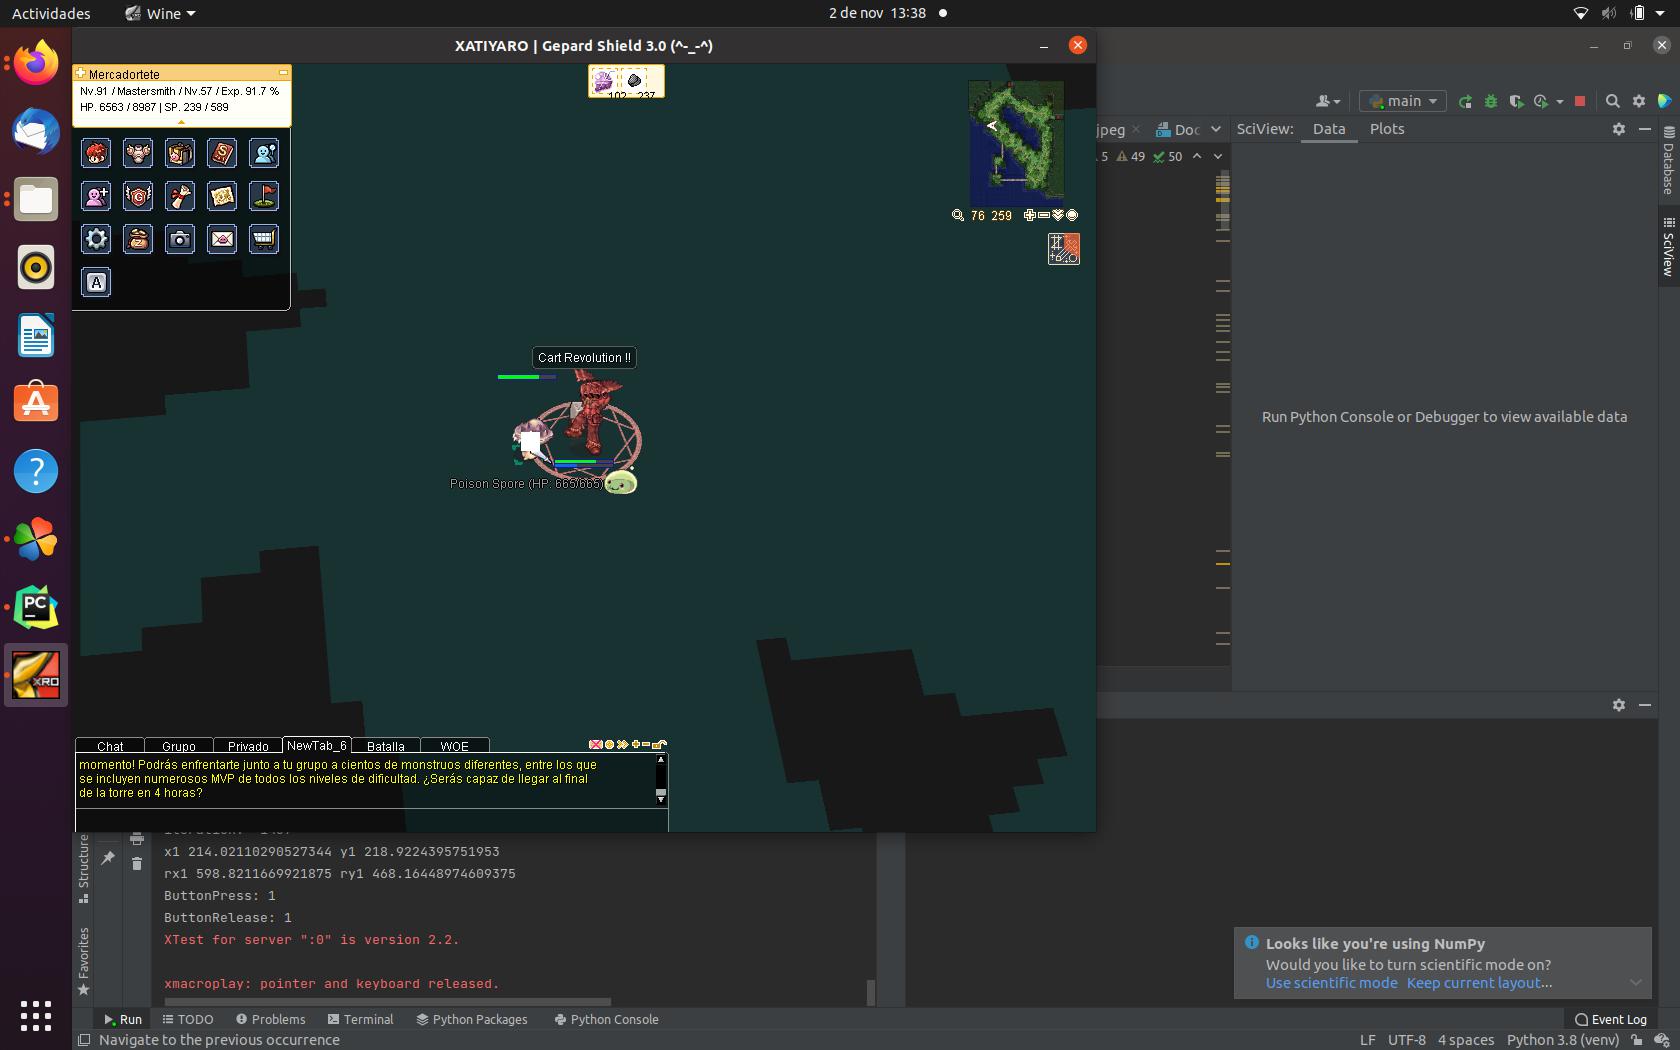 Actividades
Wine
2 de nov 13:38
XATIYARO | Gepard Shield 3.0 (^-_-^)
Mercadortete
Nv.91 / Mastersmith / Nv.57 / Exp. 91.7 %
HP. 6563 / 8987 | SP. 239 / 589
102 237
76 259
A
Cart Revolution !!
Poison Spore (HP: 665/665)
Chat Grupo Privado NewTab_6 Batalla WOE
momento! Podrás enfrentarte junto a tu grupo a cientos de monstruos diferentes, entre los que
se incluyen numerosos MVP de todos los niveles de dificultad. ¿Serás capaz de llegar al final
de la torre en 4 horas?
main
jpeg Doc
SciView: Data Plots
5 49 50
Database
SciView
Run Python Console or Debugger to view available data
PC
XRO
Structure
Favorites
x1 214.02110290527344 y1 218.9224395751953
rx1 598.8211669921875 ry1 468.16448974609375
ButtonPress: 1
ButtonRelease: 1
XTest for server ":0" is version 2.2.
xmacroplay: pointer and keyboard released.
Looks like you're using NumPy
Would you like to turn scientific mode on?
Use scientific mode Keep current layout...
Run TODO Problems Terminal Python Packages Python Console Event Log
Navigate to the previous occurrence
LF UTF-8 4 spaces Python 3.8 (venv)